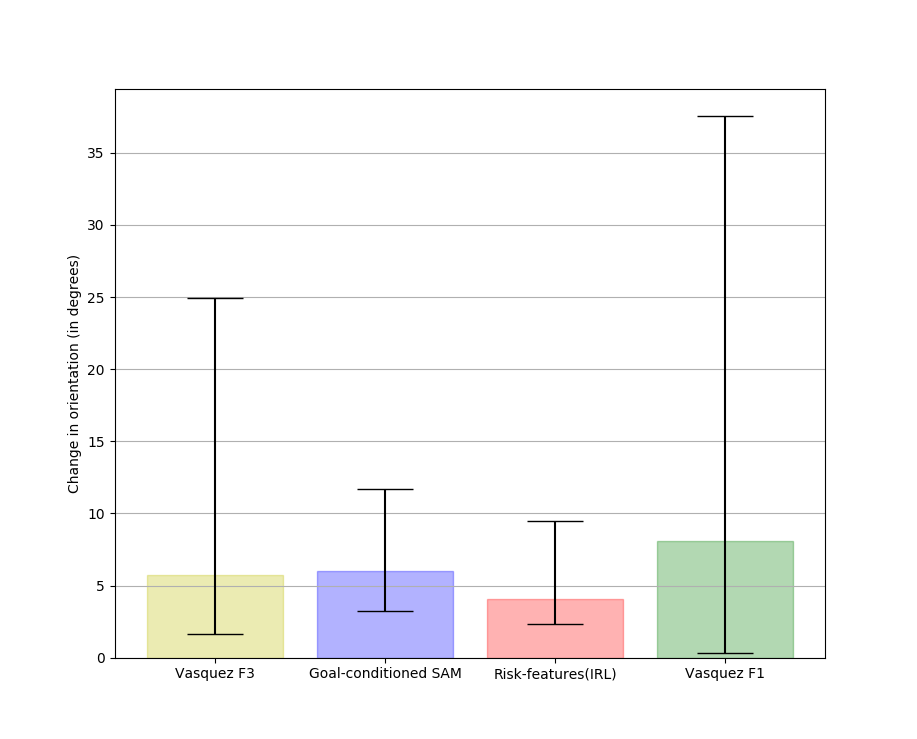 Change in orientation (in degrees)
35
30
25
20
15
10
5
0
Vasquez F3
Goal-conditioned SAM
Risk-features(IRL)
Vasquez F1